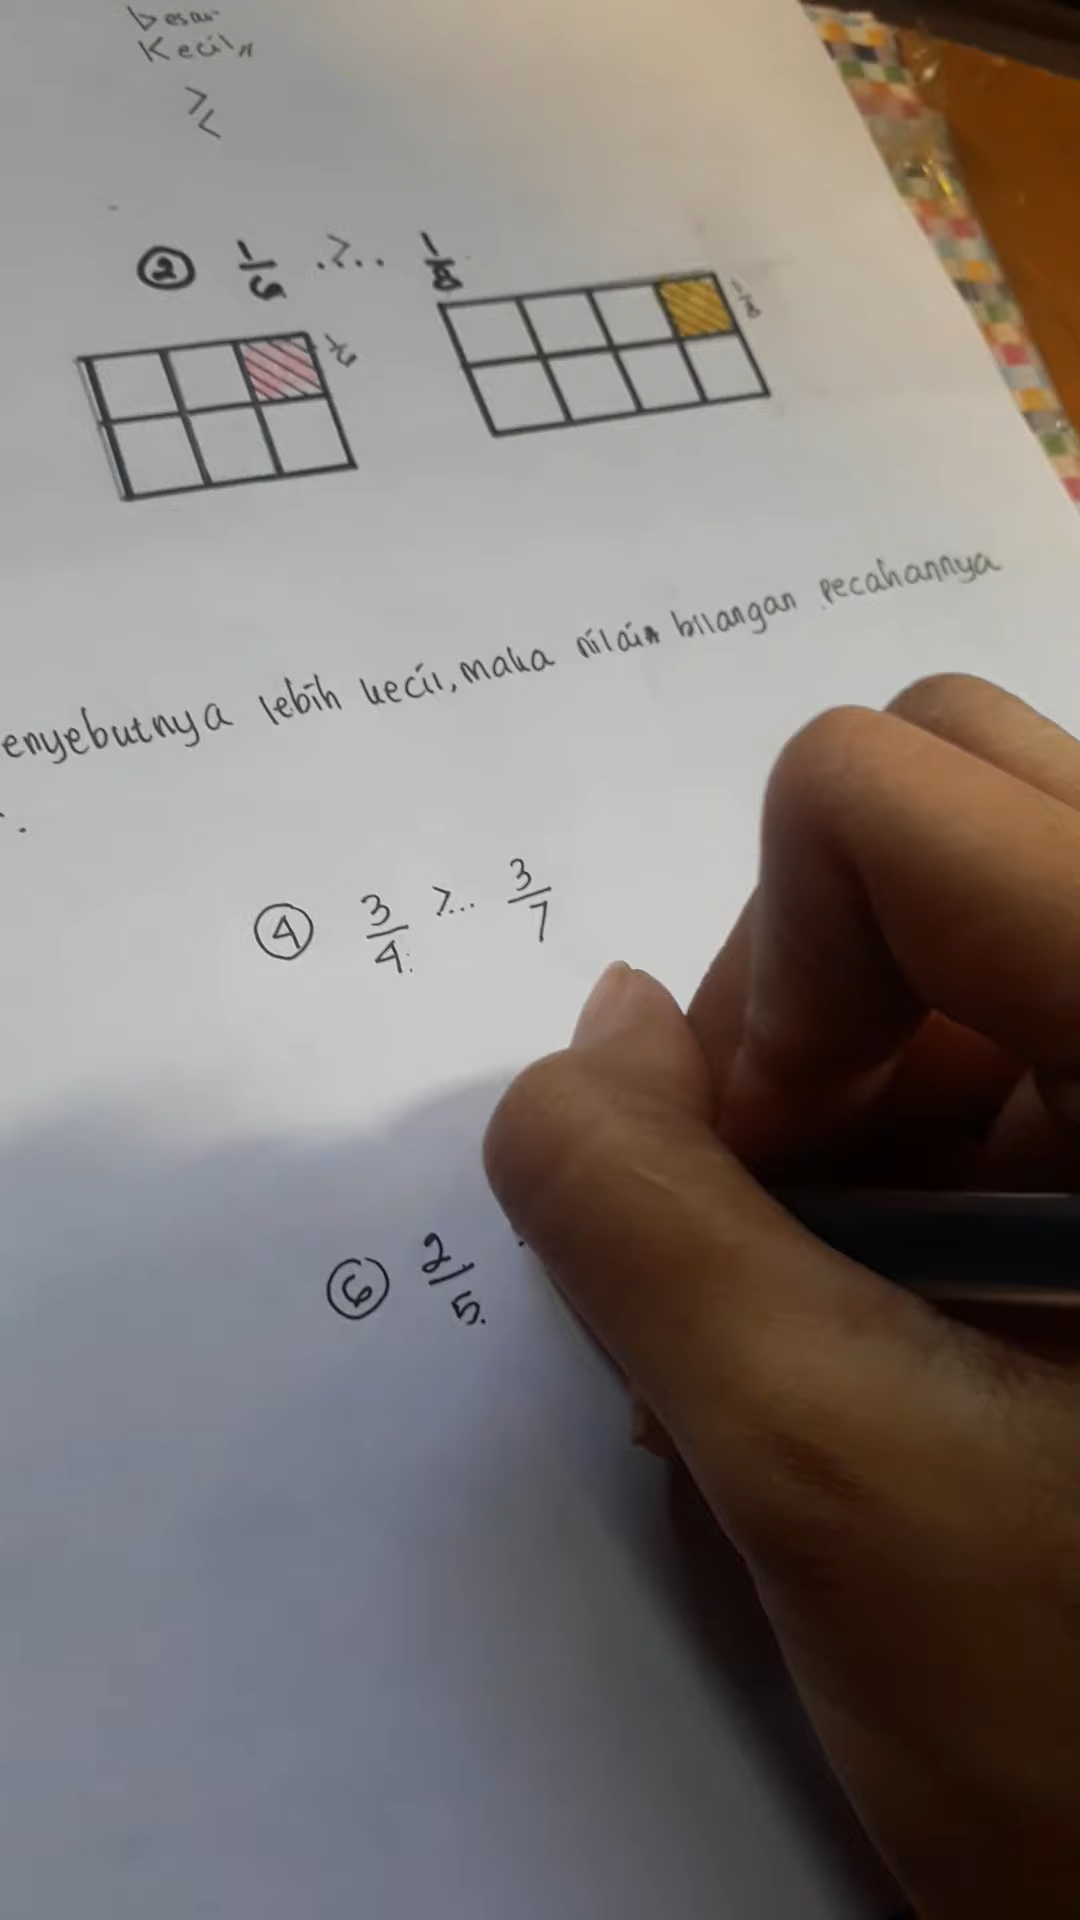 Besar
Kecil,,
> <
② 1/6 .>.. 1/8
1/6
1/8
enyebutnya lebih kecil, maka nilai bilangan pecahannya
④ 3/4 >... 3/7
⑥ 2/5